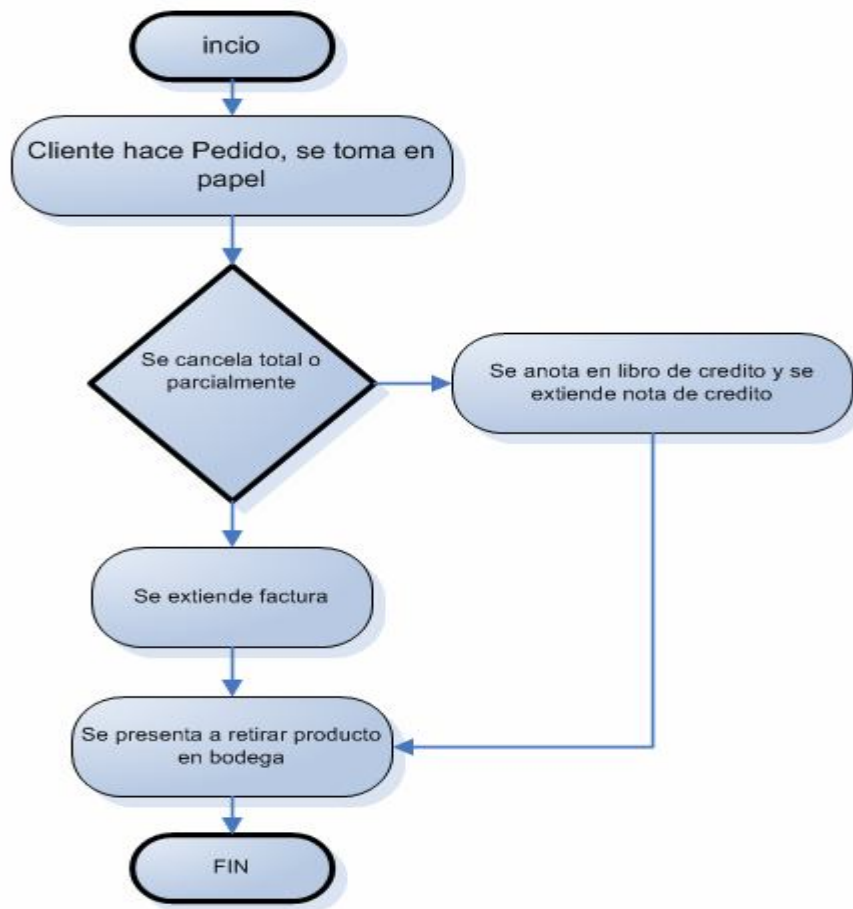 incio
Cliente hace Pedido, se toma en
papel
Se cancela total o
parcialmente
Se anota en libro de credito y se
extiende nota de credito
Se extiende factura
Se presenta a retirar producto
en bodega
FIN